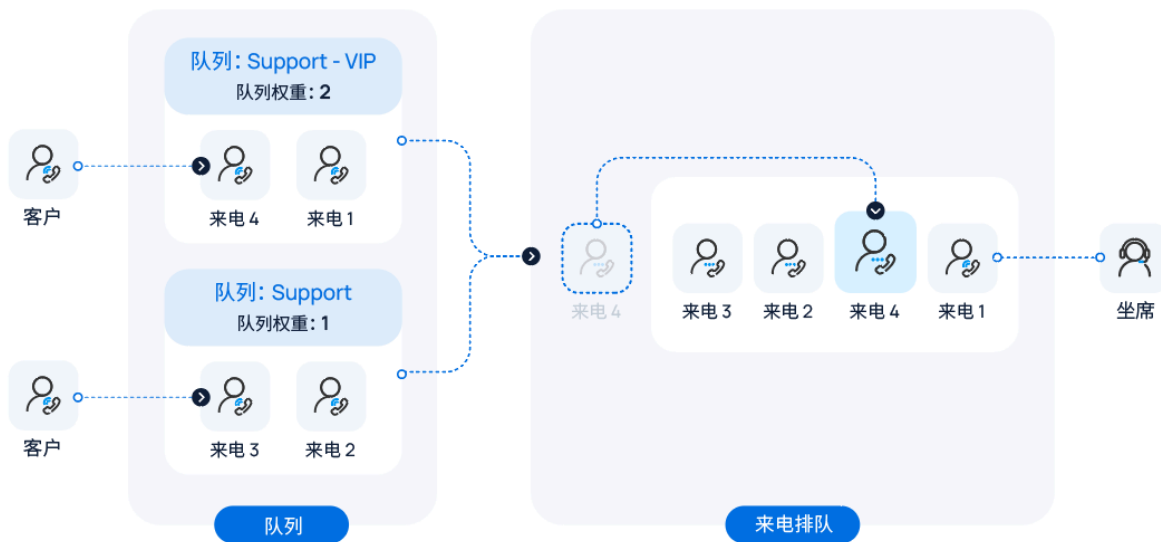 队列：Support - VIP
队列权重：2
客户
来电 4
来电 1
队列：Support
队列权重：1
客户
来电 3
来电 2
队列
来电 4
来电 3
来电 2
来电 4
来电 1
坐席
来电排队